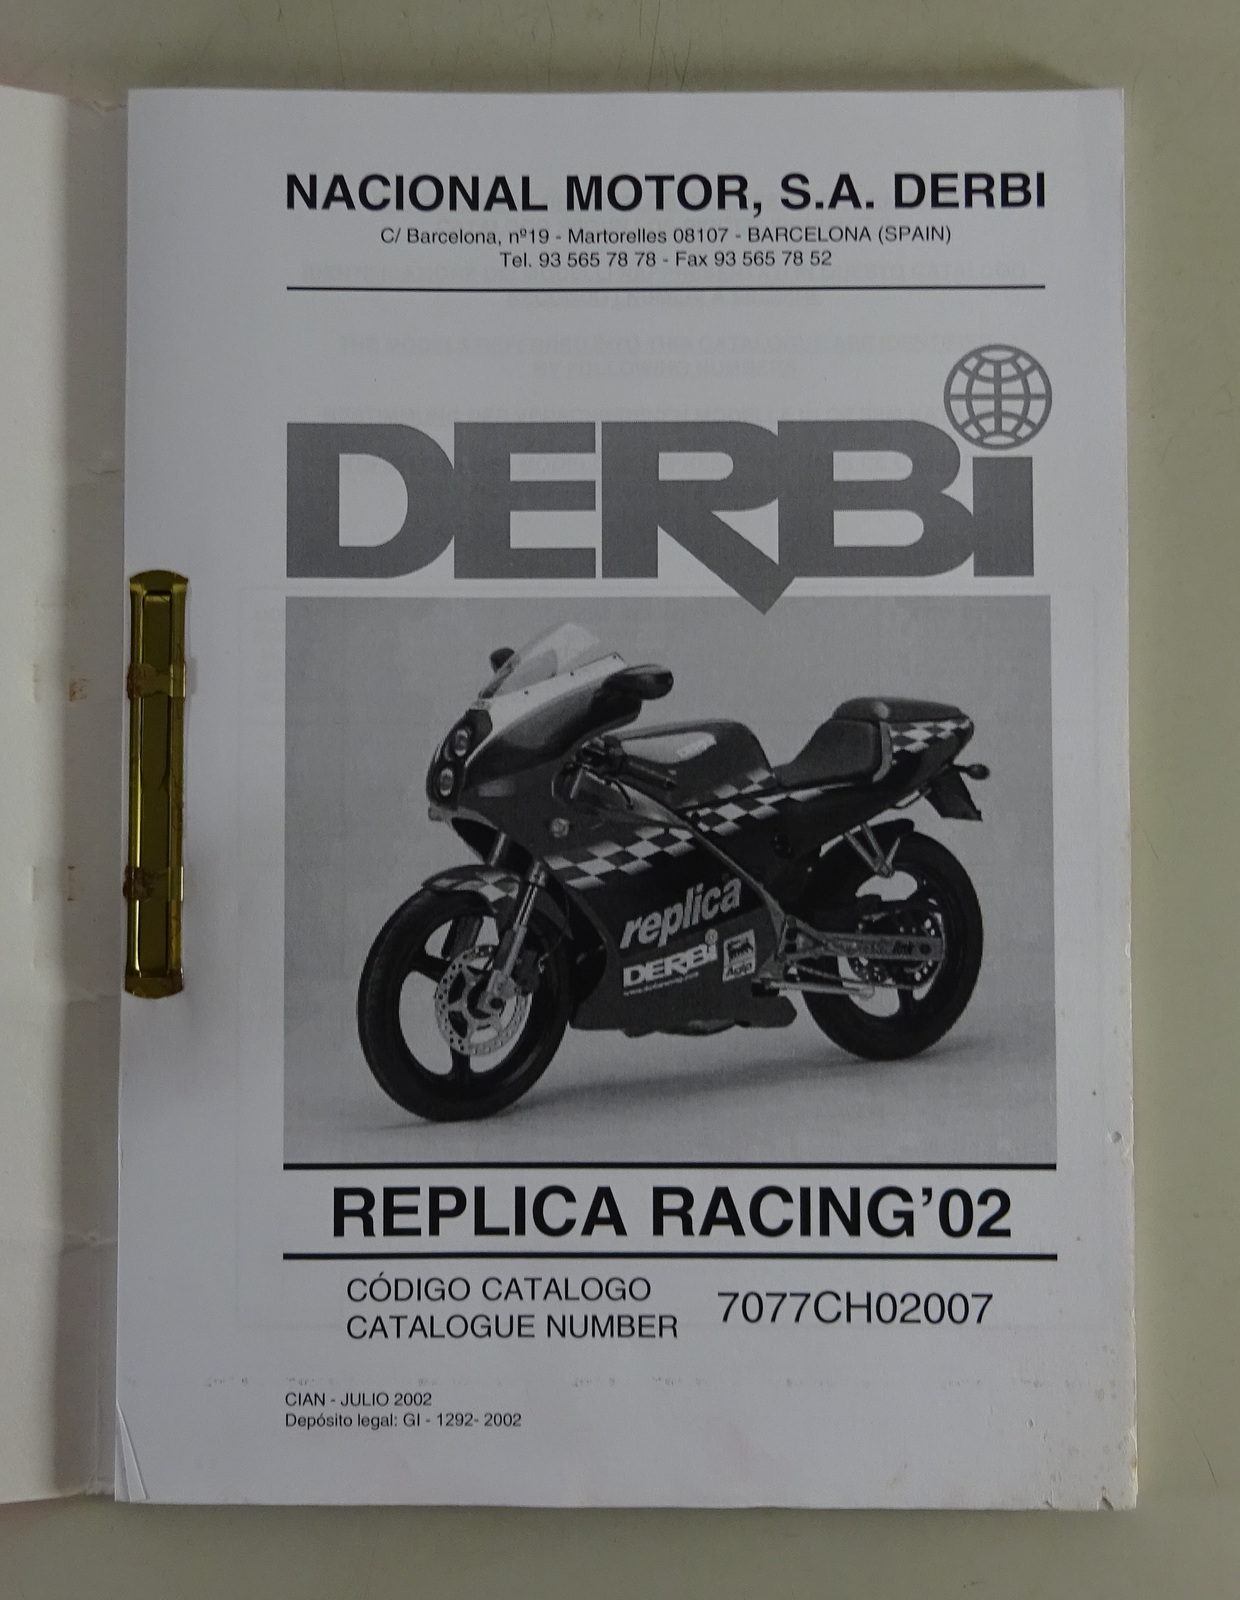 NACIONAL MOTOR, S.A. DERBI
C/ Barcelona, nº19 - Martorelles 08107 - BARCELONA (SPAIN)
Tel. 93 565 78 78 - Fax 93 565 78 52
DERBi
replica
DERBi
Agip
REPLICA RACING’02
CÓDIGO CATALOGO
CATALOGUE NUMBER
7077CH02007
CIAN - JULIO 2002
Depósito legal: GI - 1292- 2002